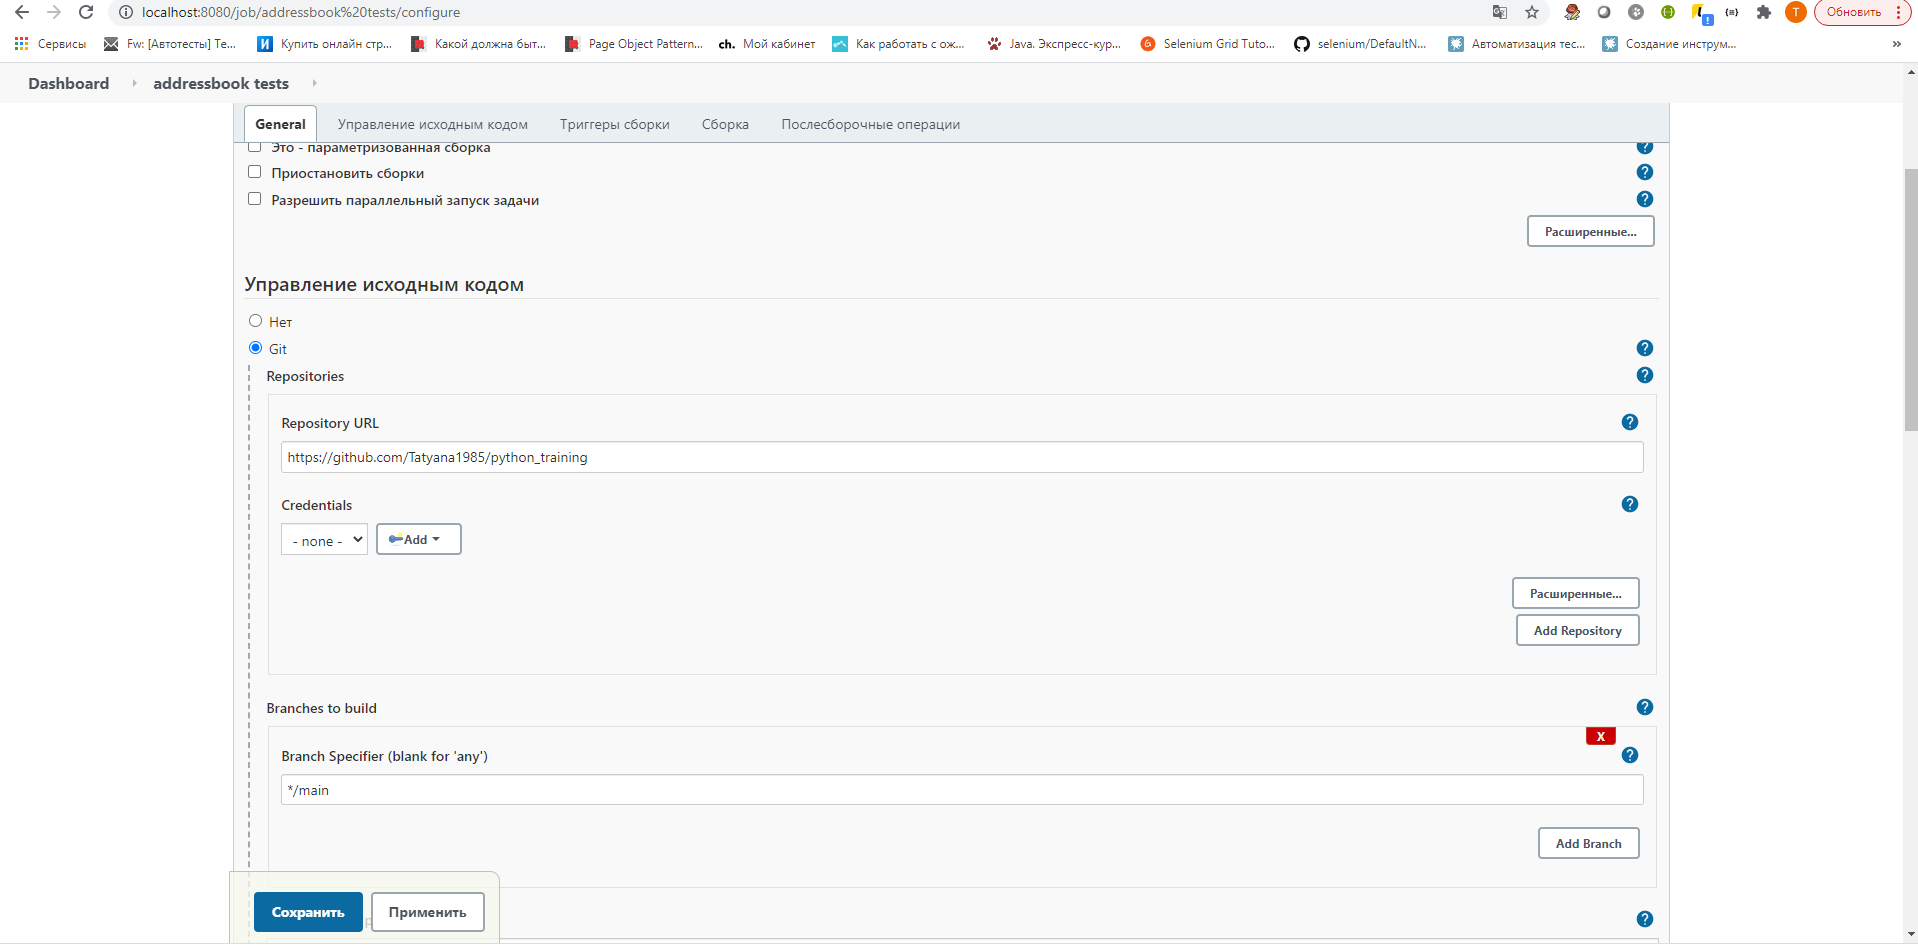 localhost:8080/job/addressbook%20tests/configure
T
Обновить
Сервисы
Fw: [Автотесты] Те...
Купить онлайн стр...
Какой должна быт...
Page Object Pattern...
ch. Мой кабинет
Как работать с ож...
Java. Экспресс-кур...
Selenium Grid Tuto...
selenium/DefaultN...
Автоматизация тес...
Создание инструм...
»
Dashboard
addressbook tests
General
Управление исходным кодом
Триггеры сборки
Сборка
Послесборочные операции
Это - параметризованная сборка
Приостановить сборки
Разрешить параллельный запуск задачи
Расширенные...
Управление исходным кодом
Нет
Git
Repositories
Repository URL
https://github.com/Tatyana1985/python_training
Credentials
- none -
Add
Расширенные...
Add Repository
Branches to build
X
Branch Specifier (blank for 'any')
*/main
Add Branch
Сохранить
Применить